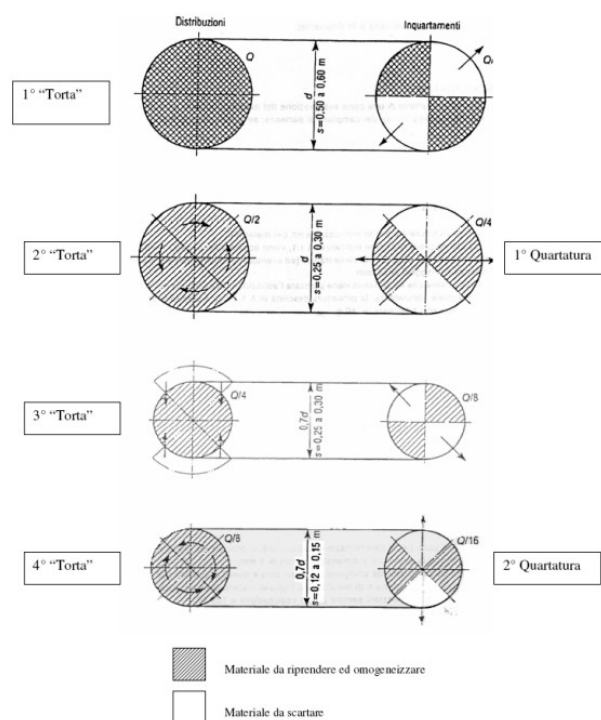 Distribuzioni
Inquartamenti
1° “Torta”
Q
d
s=0,50 a 0,60 m
2° “Torta”
Q/2
d
s=0,25 a 0,30 m
Q/4
1° Quartatura
3° “Torta”
Q/4
0,7d
s=0,25 a 0,30 m
Q/8
4° “Torta”
Q/8
0,7d
s=0,12 a 0,15 m
Q/16
2° Quartatura
Materiale da riprendere ed omogeneizzare
Materiale da scartare